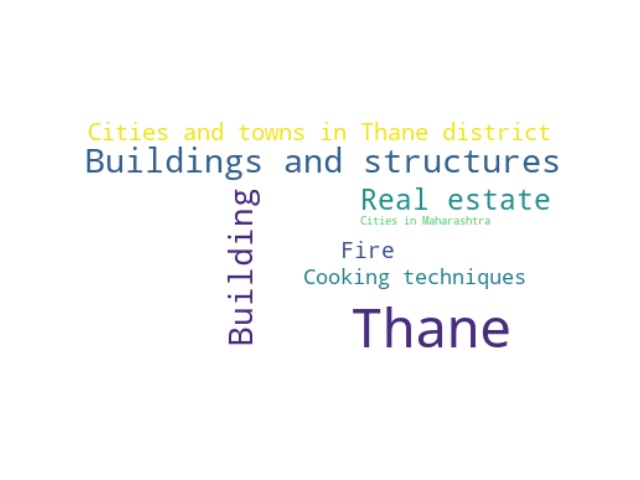 Cities and towns in Thane district
Buildings and structures
Building
Real estate
Cities in Maharashtra
Fire
Cooking techniques
Thane